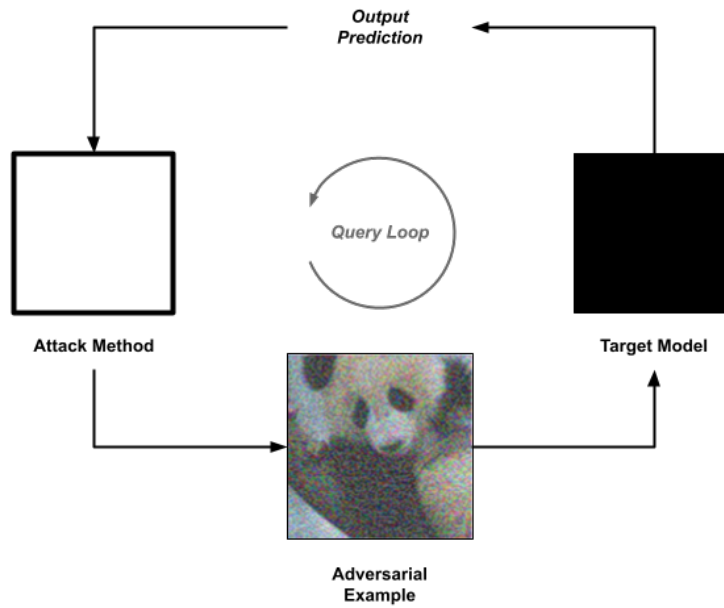 Output
Prediction
Query Loop
Attack Method
Target Model
Adversarial
Example